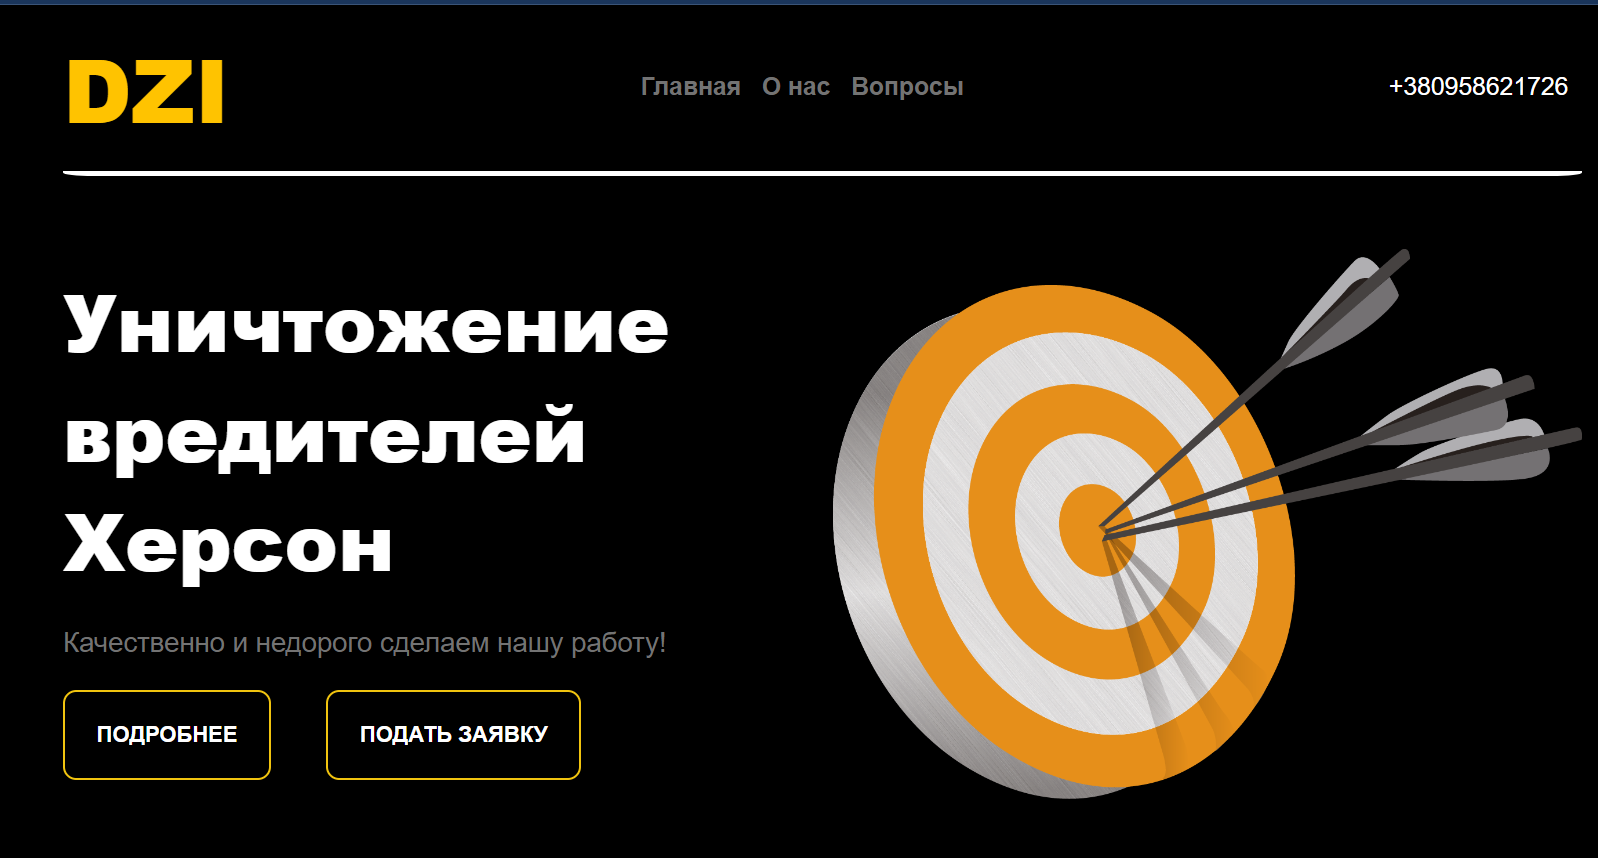 DZI
Главная О нас Вопросы
+380958621726
Уничтожение
вредителей
Херсон
Качественно и недорого сделаем нашу работу!
ПОДРОБНЕЕ
ПОДАТЬ ЗАЯВКУ